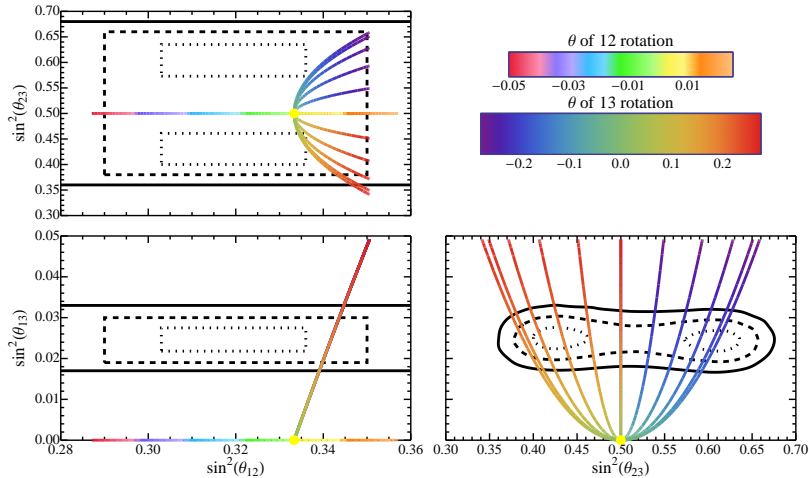 0.70
0.65
0.60
0.55
0.50
0.45
0.40
0.35
0.30
sin²(θ₂₃)
θ of 12 rotation
−0.05 −0.03 −0.01 0.01
θ of 13 rotation
−0.2 −0.1 0.0 0.1 0.2
0.05
0.04
0.03
0.02
0.01
0.00
sin²(θ₁₃)
0.28 0.30 0.32 0.34 0.36
sin²(θ₁₂)
0.30 0.35 0.40 0.45 0.50 0.55 0.60 0.65 0.70
sin²(θ₂₃)